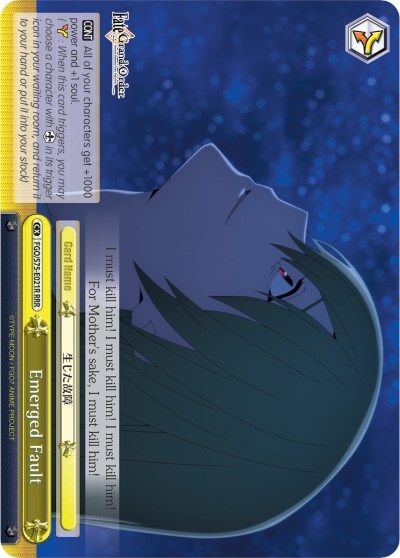 Fate
Grand Order
CONT All of your characters get +1000
power and +1 soul.
( : When this card triggers, you may
choose a character with in its trigger
icon in your waiting room, and return it
to your hand or put it into your stock)
I must kill him! I must kill him! I must kill him!
For Mother's sake, I must kill him!
Card Name
生じた故障
CX FGO/S75-E021R RRR
Emerged Fault
©TYPE-MOON / FGO7 ANIME PROJECT